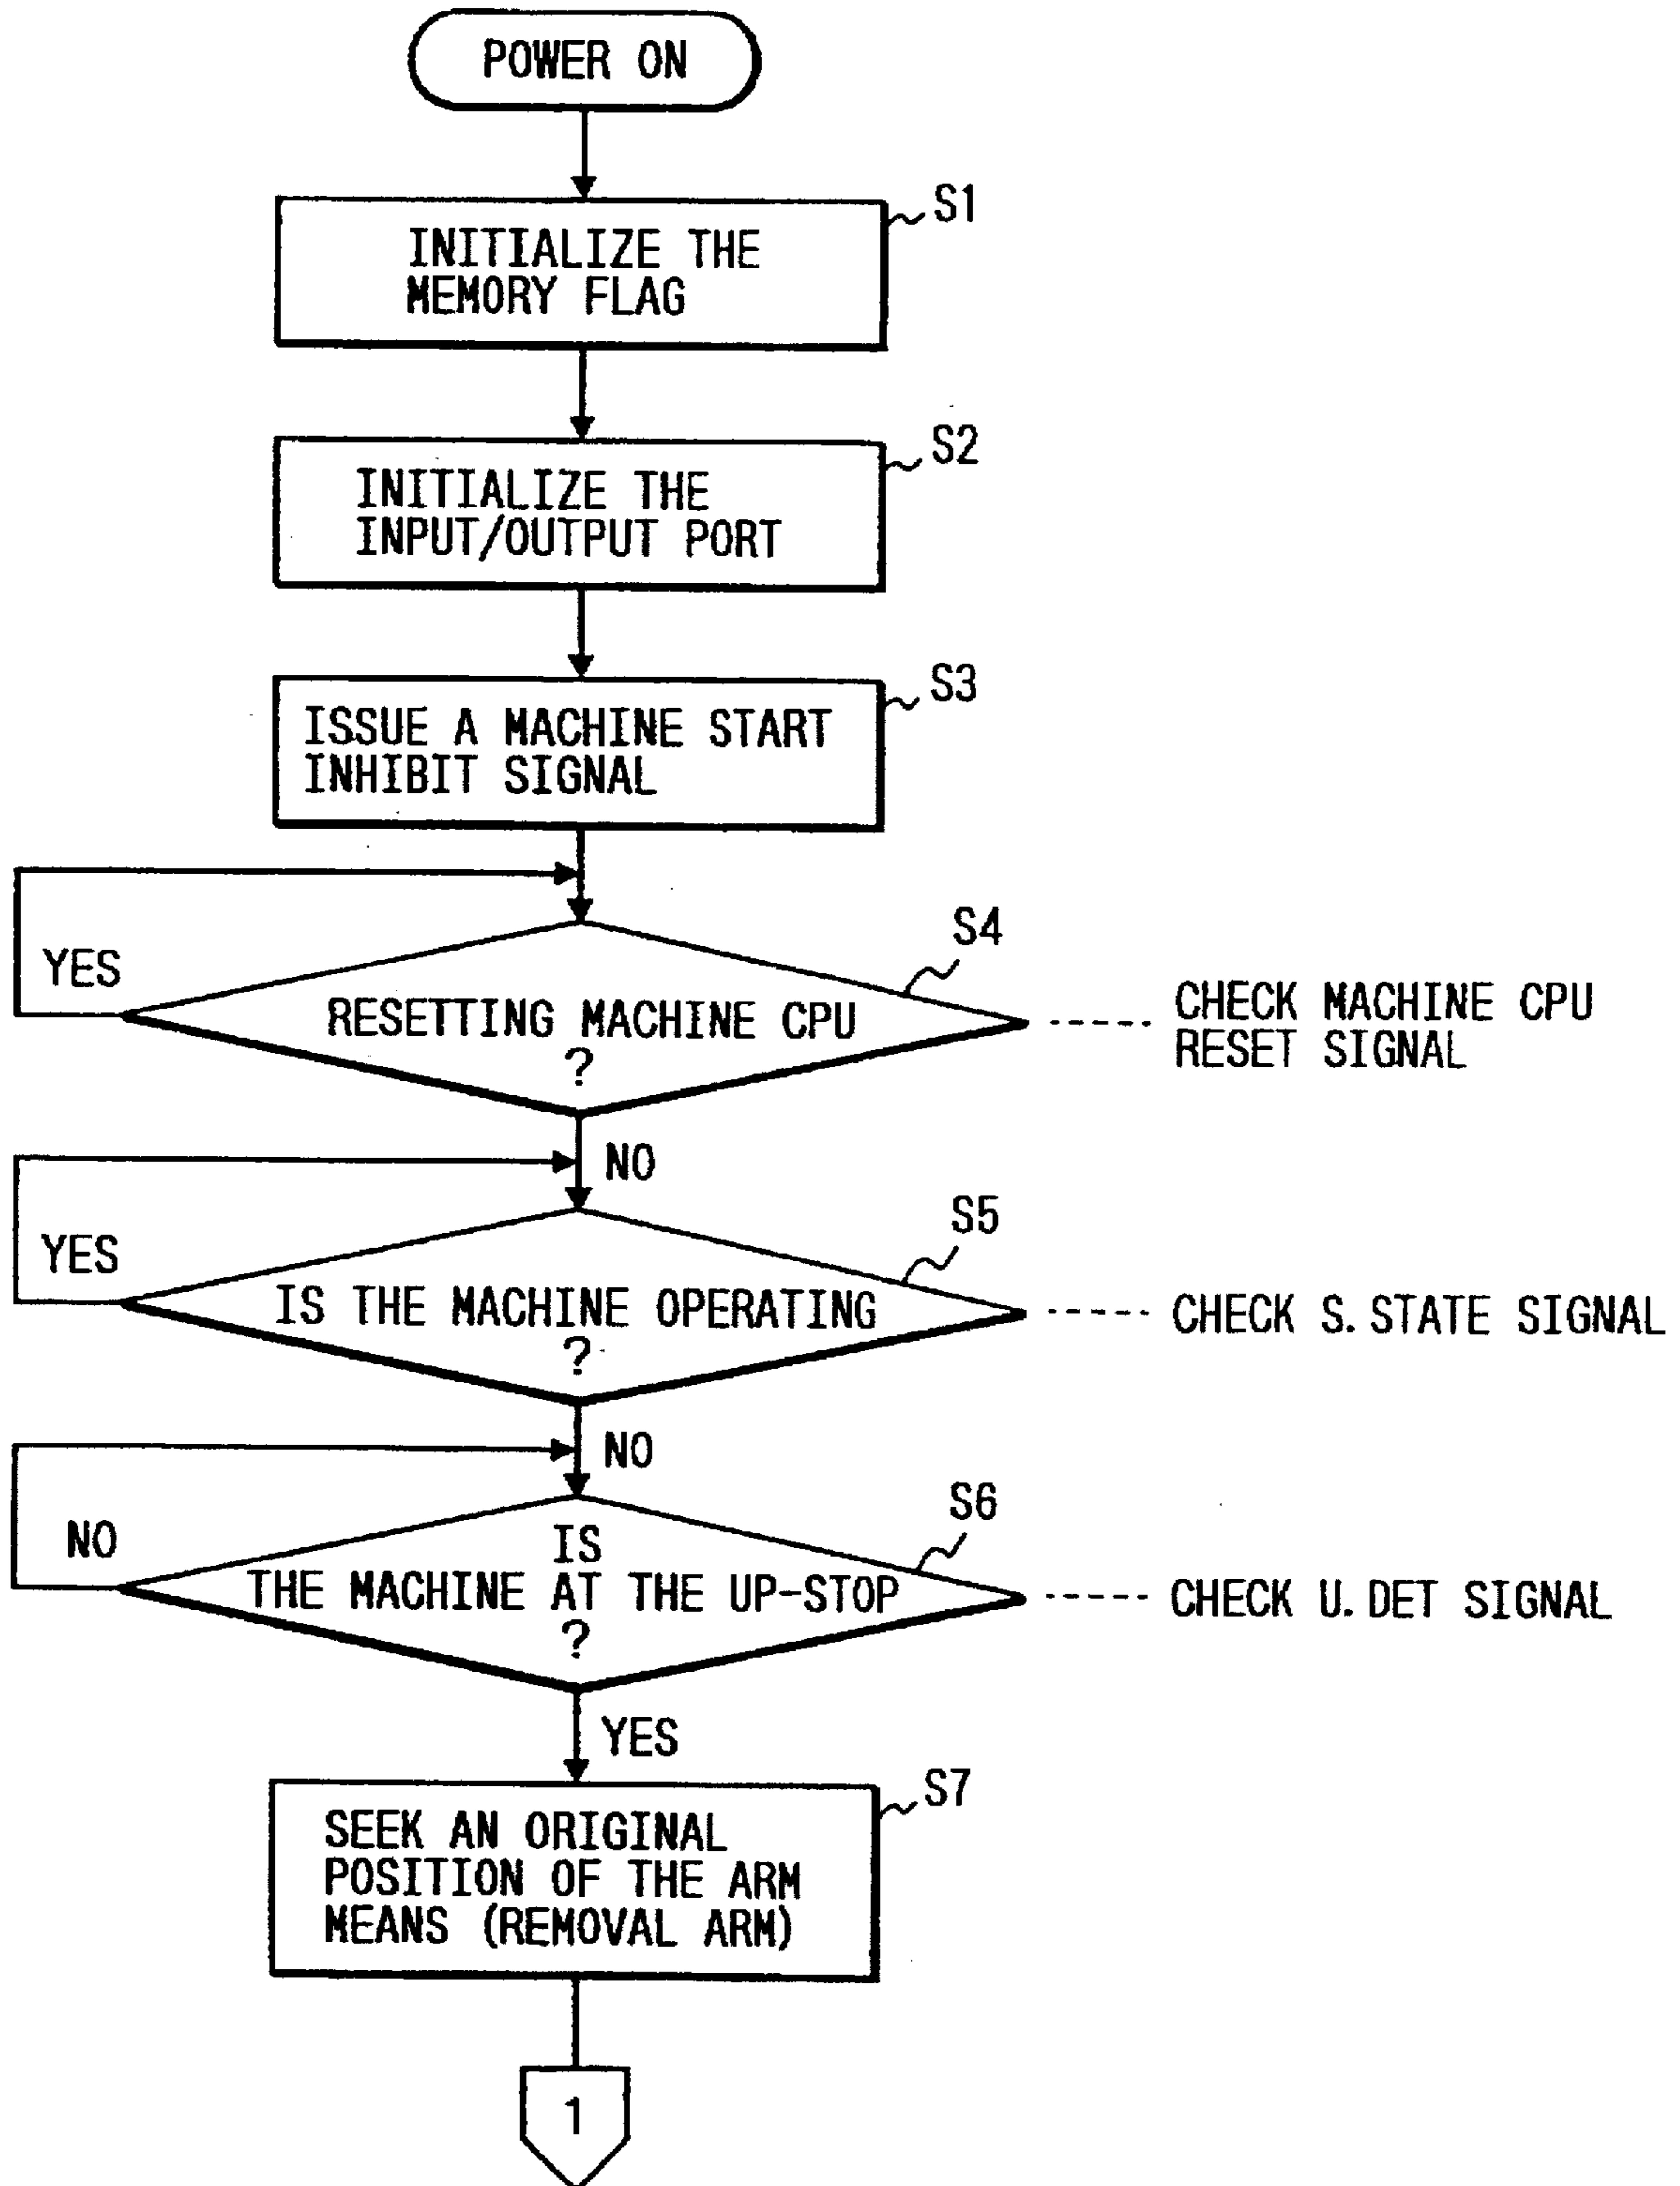 POWER ON
S1
INITIALIZE THE
MEMORY FLAG
S2
INITIALIZE THE
INPUT/OUTPUT PORT
S3
ISSUE A MACHINE START
INHIBIT SIGNAL
YES
S4
RESETTING MACHINE CPU
?
CHECK MACHINE CPU
RESET SIGNAL
NO
YES
S5
IS THE MACHINE OPERATING
?
CHECK S.STATE SIGNAL
NO
NO
S6
IS
THE MACHINE AT THE UP-STOP
?
CHECK U.DET SIGNAL
YES
S7
SEEK AN ORIGINAL
POSITION OF THE ARM
MEANS (REMOVAL ARM)
1